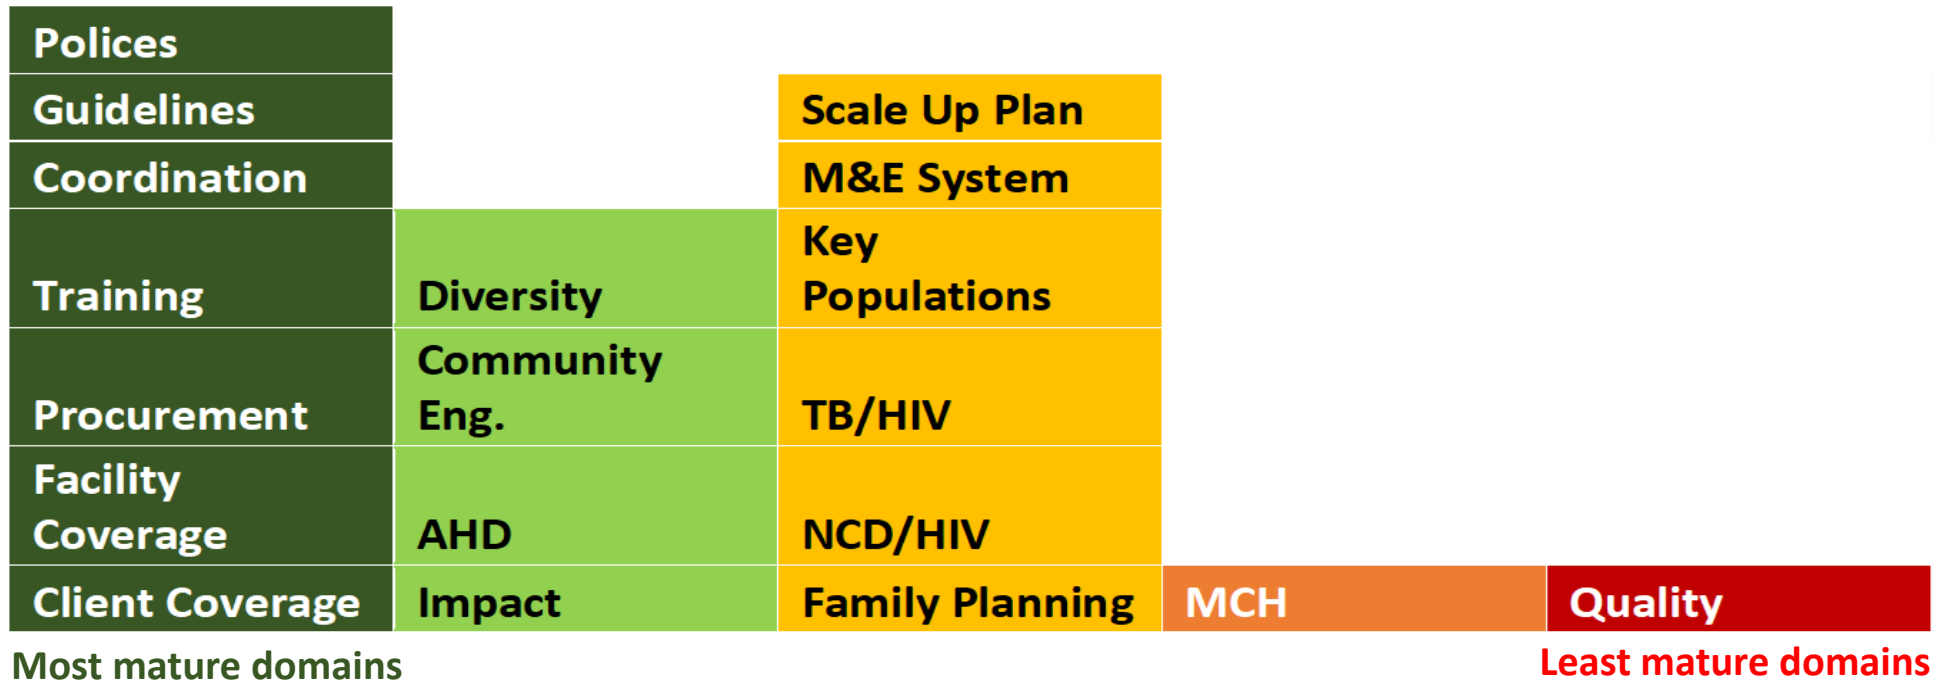 Polices
Guidelines
Scale Up Plan
Coordination
M&E System
Training
Diversity
Key
Populations
Procurement
Community
Eng.
TB/HIV
Facility
Coverage
AHD
NCD/HIV
Client Coverage
Impact
Family Planning
MCH
Quality
Most mature domains
Least mature domains